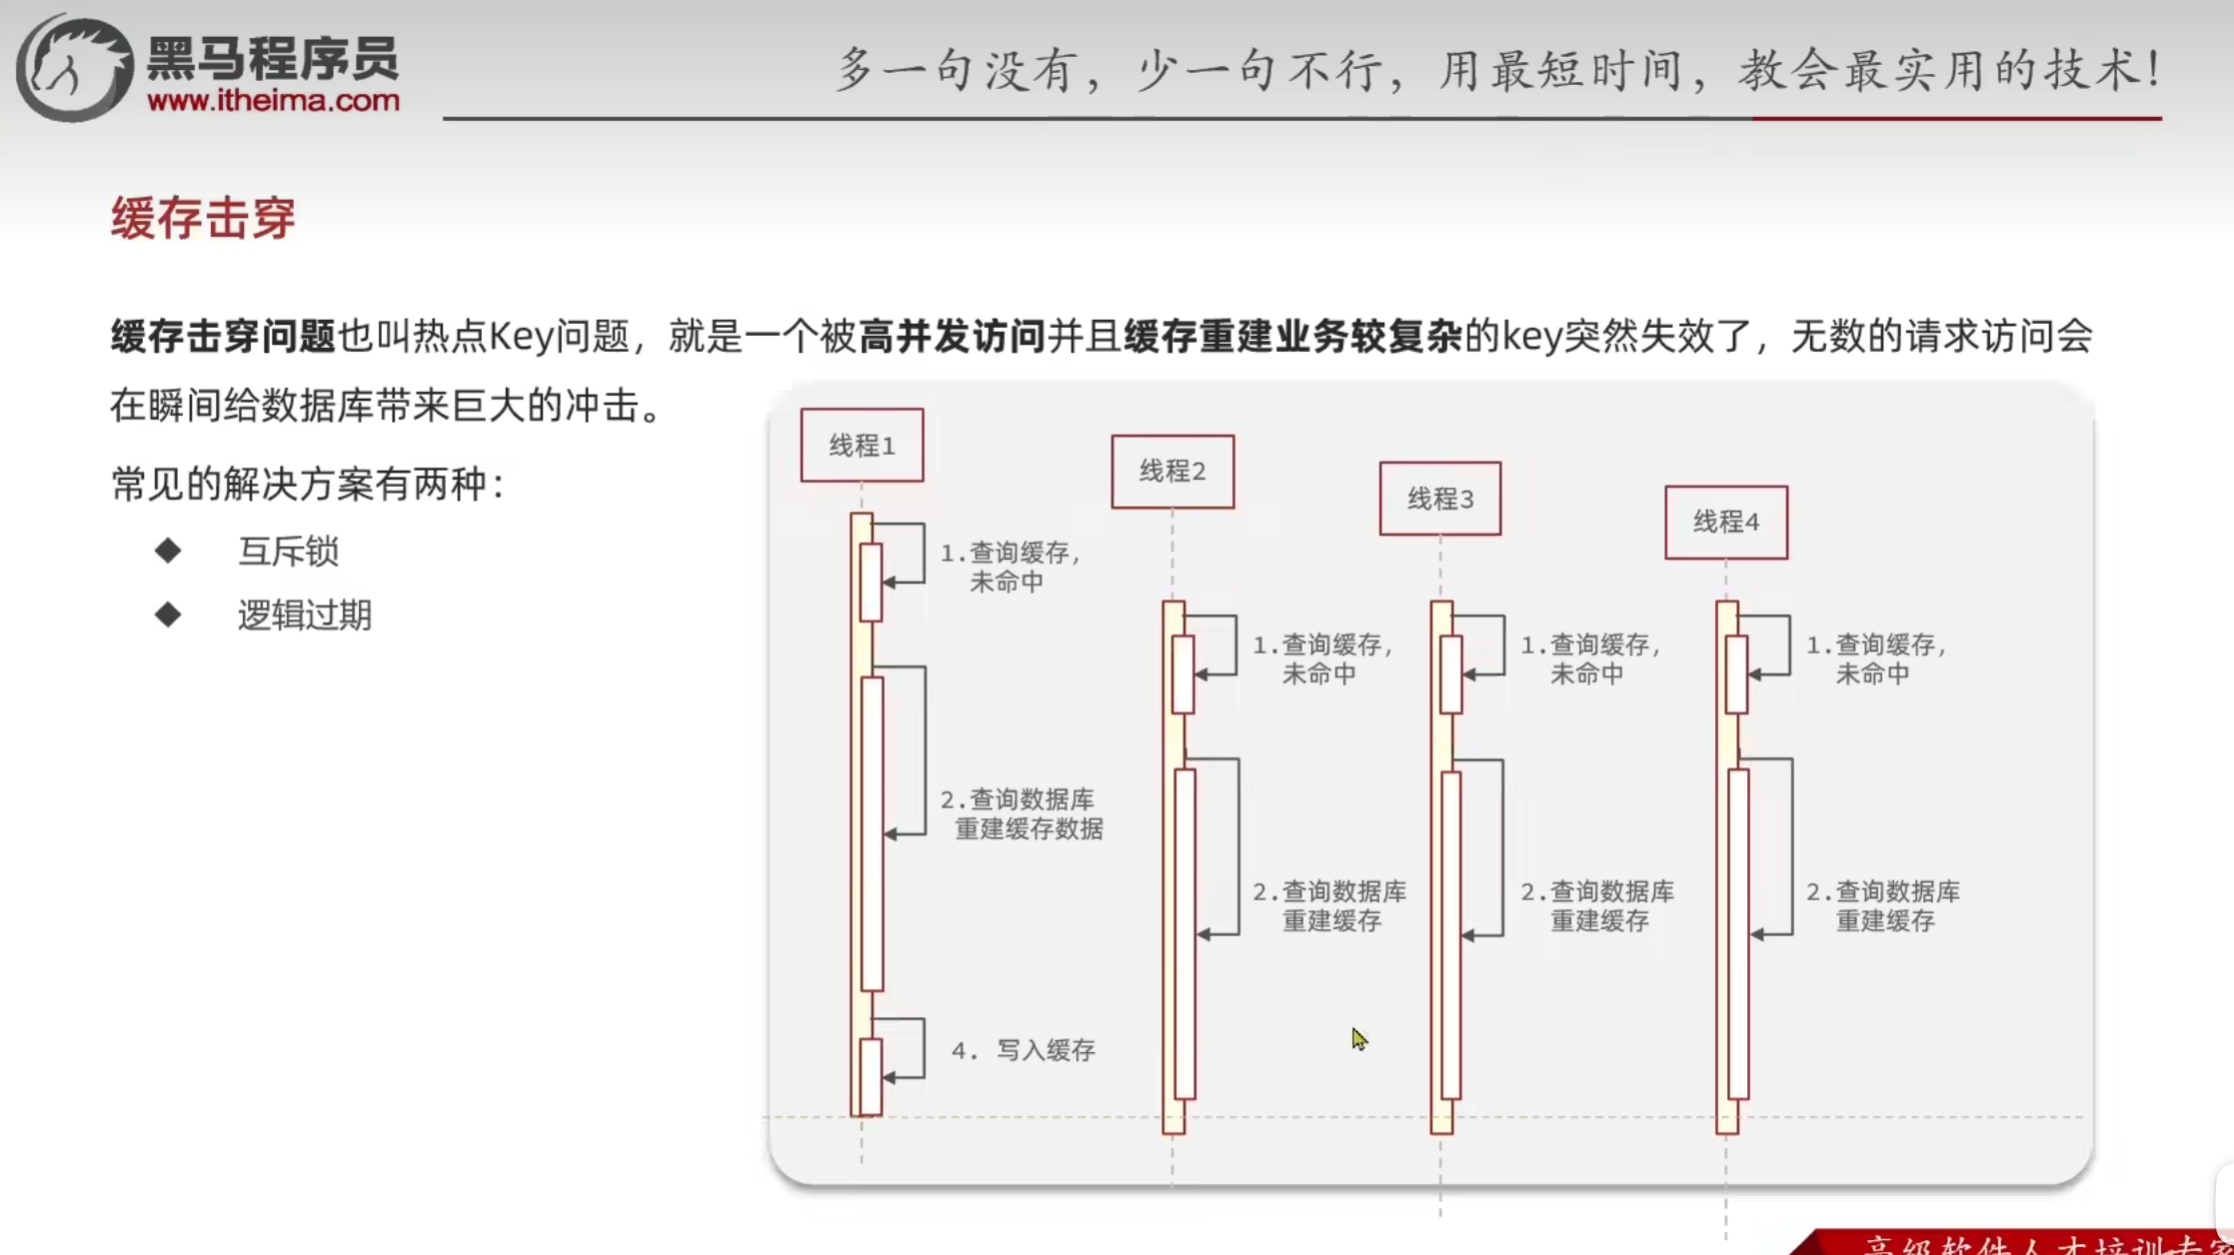 黑马程序员
www.itheima.com
多一句没有，少一句不行，用最短时间，教会最实用的技术！
缓存击穿
缓存击穿问题也叫热点Key问题，就是一个被高并发访问并且缓存重建业务较复杂的key突然失效了，无数的请求访问会
在瞬间给数据库带来巨大的冲击。
常见的解决方案有两种：
◆ 互斥锁
◆ 逻辑过期
线程1
1.查询缓存，
未命中
2.查询数据库
重建缓存数据
4. 写入缓存
线程2
1.查询缓存，
未命中
2.查询数据库
重建缓存
线程3
1.查询缓存，
未命中
2.查询数据库
重建缓存
线程4
1.查询缓存，
未命中
2.查询数据库
重建缓存
高级软件人才培训专家